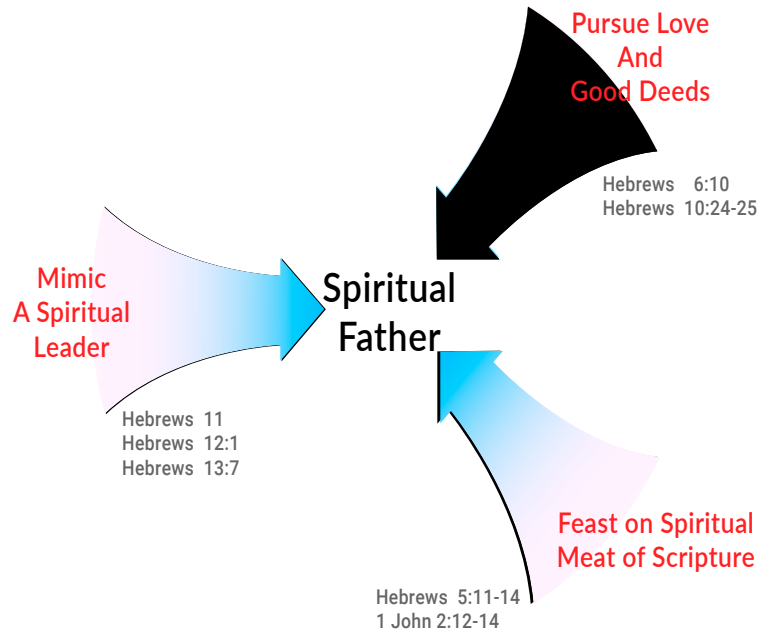 Pursue Love
And
Good Deeds
Hebrews 6:10
Hebrews 10:24-25
Mimic
A Spiritual
Leader
Spiritual
Father
Hebrews 11
Hebrews 12:1
Hebrews 13:7
Feast on Spiritual
Meat of Scripture
Hebrews 5:11-14
1 John 2:12-14